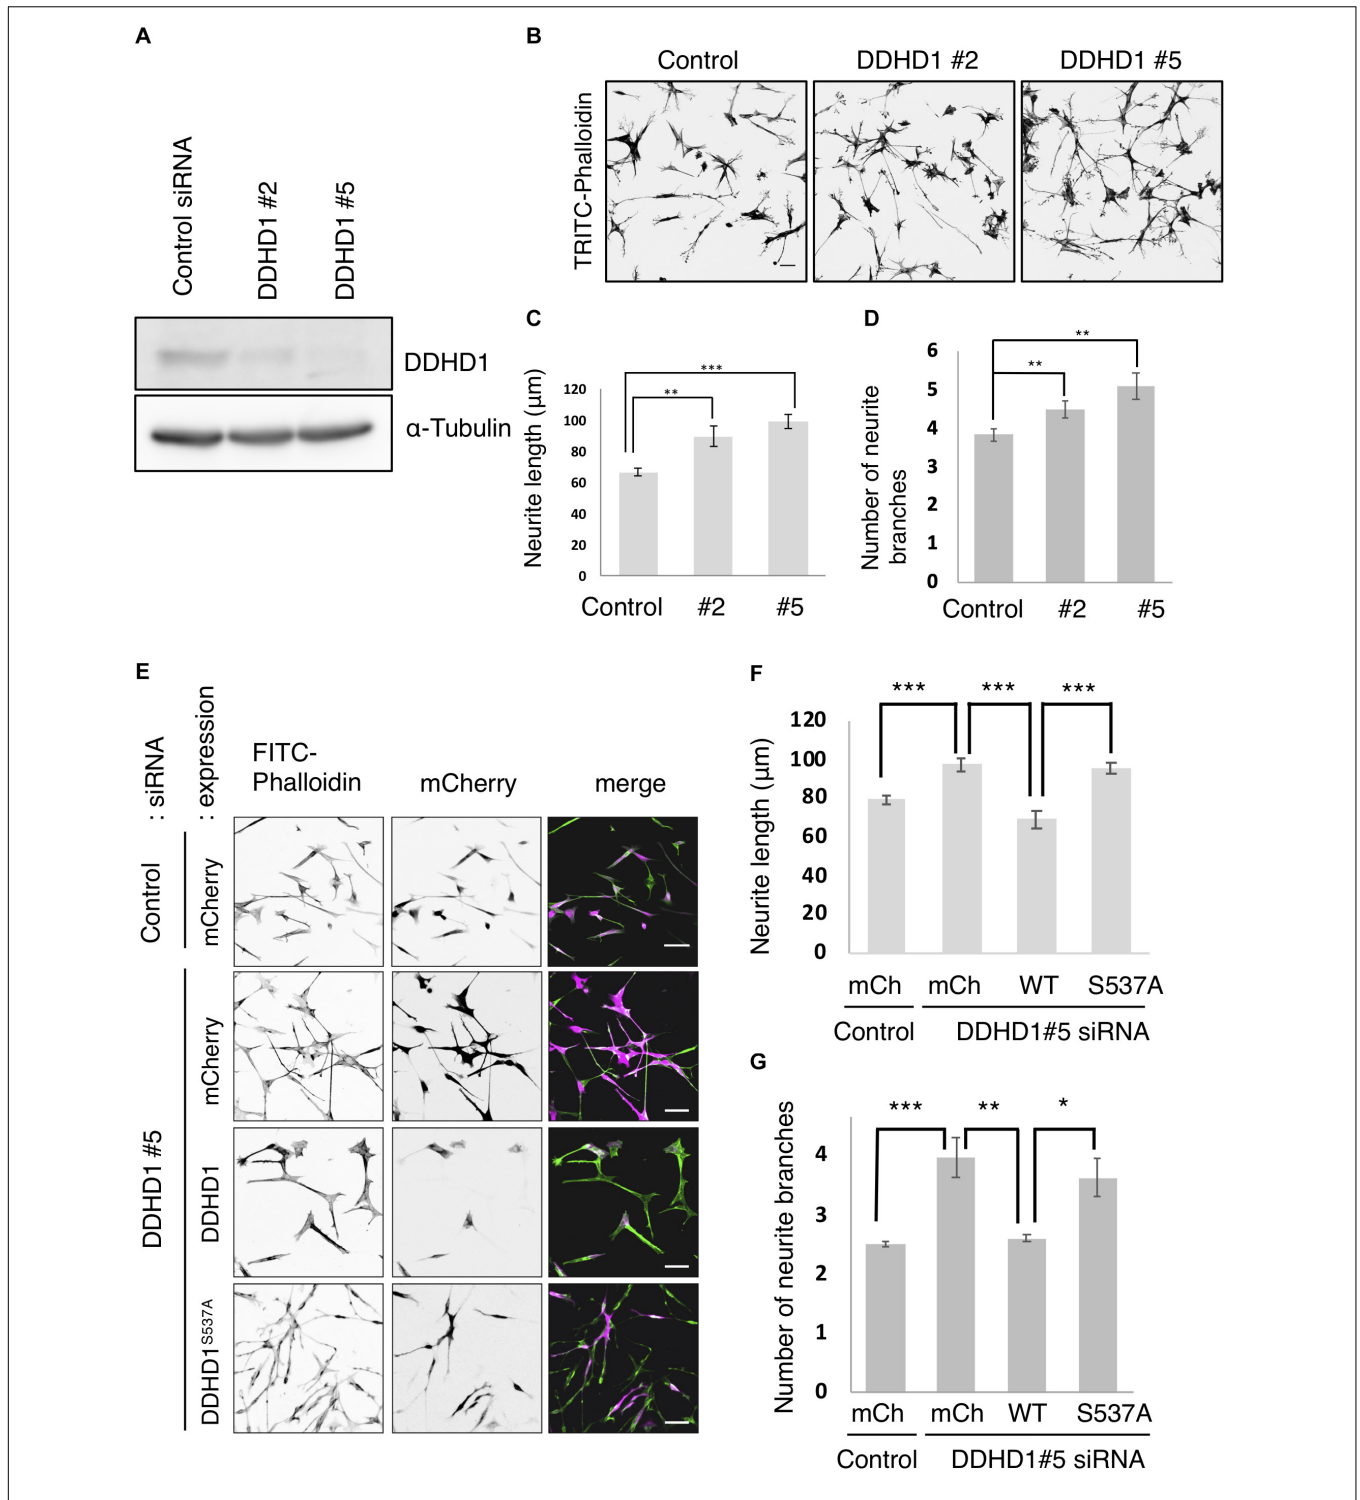 A
Control siRNA
DDHD1 #2
DDHD1 #5
DDHD1
α-Tubulin
B
Control
DDHD1 #2
DDHD1 #5
TRITC-Phalloidin
C
Neurite length (μm)
120
100
80
60
40
20
0
**
***
Control
#2
#5
D
Number of neurite
branches
6
5
4
3
2
1
0
**
**
Control
#2
#5
E
: siRNA
: expression
FITC-
Phalloidin
mCherry
merge
Control
mCherry
DDHD1 #5
mCherry
DDHD1
DDHD1S537A
F
Neurite length (μm)
120
100
80
60
40
20
0
***
***
***
mCh
mCh
WT
S537A
Control
DDHD1#5 siRNA
G
Number of neurite branches
4
3
2
1
0
***
**
*
mCh
mCh
WT
S537A
Control
DDHD1#5 siRNA